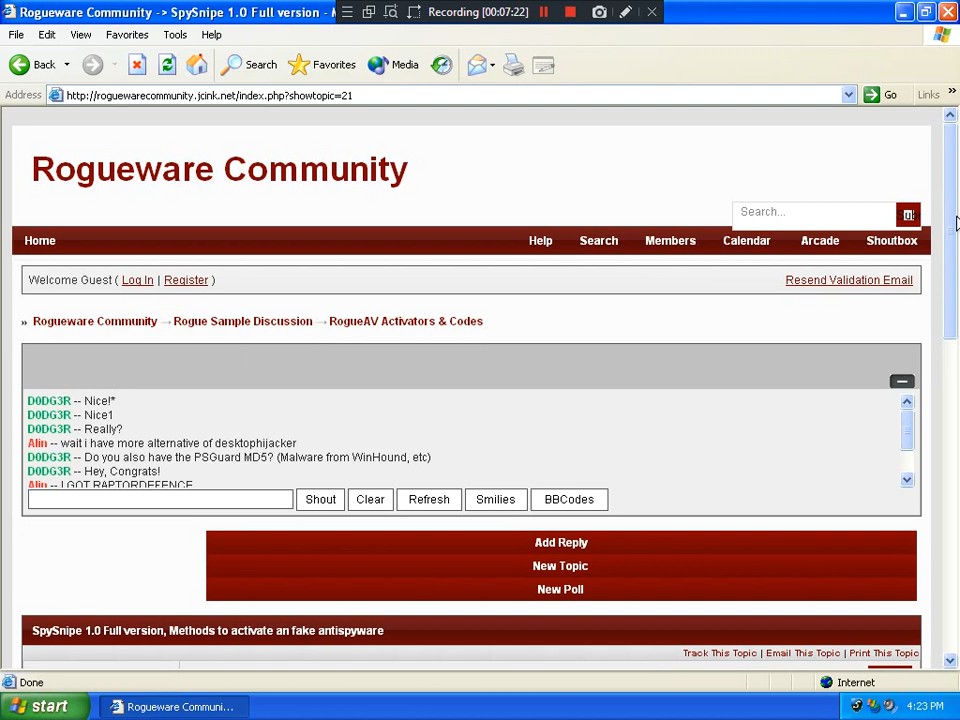 Rogueware Community -> SpySnipe 1.0 Full version -
Recording [00:07:22]
File Edit View Favorites Tools Help
Back Search Favorites Media
Address http://roguewarecommunity.jcink.net/index.php?showtopic=21 Go Links »
Rogueware Community
Search...
Home Help Search Members Calendar Arcade Shoutbox
Welcome Guest ( Log In | Register ) Resend Validation Email
» Rogueware Community → Rogue Sample Discussion → RogueAV Activators & Codes
D0DG3R -- Nice!*
D0DG3R -- Nice1
D0DG3R -- Really?
Alin -- wait i have more alternative of desktophijacker
D0DG3R -- Do you also have the PSGuard MD5? (Malware from WinHound, etc)
D0DG3R -- Hey, Congrats!
Alin -- I GOT RAPTORDEFENCE
Shout Clear Refresh Smilies BBCodes
Add Reply
New Topic
New Poll
SpySnipe 1.0 Full version, Methods to activate an fake antispyware
Track This Topic | Email This Topic | Print This Topic
Done Internet
start Rogueware Communi... 4:23 PM